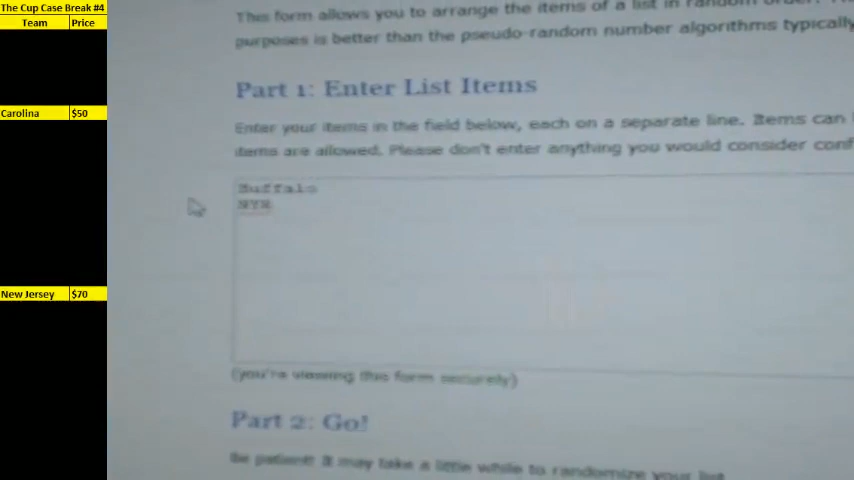 The Cup Case Break #4
Team Price
Carolina $50
New Jersey $70
This form allows you to arrange the items of a list in random order.
purposes is better than the pseudo-random number algorithms typically
Part 1: Enter List Items
Enter your items in the field below, each on a separate line. Items can
items are allowed. Please don't enter anything you would consider conf
Buffalo
(you're viewing this form securely)
Part 2: Go!
Be patient! It may take a little while to randomize your list